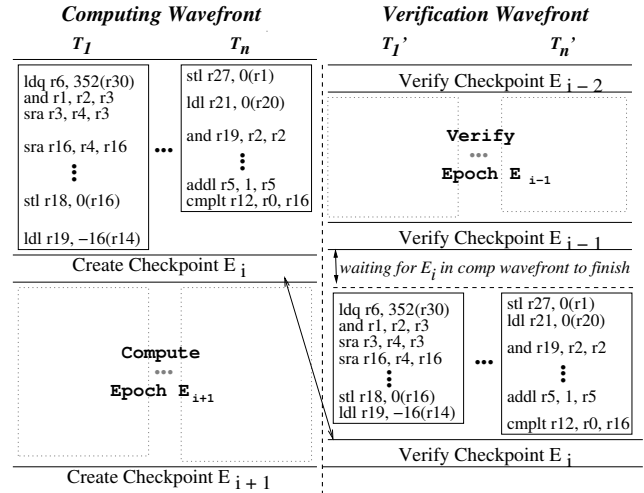 Computing Wavefront
T1
Tn
ldq r6, 352(r30)
and r1, r2, r3
sra r3, r4, r3
sra r16, r4, r16
stl r18, 0(r16)
ldl r19, −16(r14)
stl r27, 0(r1)
ldl r21, 0(r20)
and r19, r2, r2
addl r5, 1, r5
cmplt r12, r0, r16
Create Checkpoint E i
Compute
Epoch E i+1
Create Checkpoint E i + 1
Verification Wavefront
T1’
Tn’
Verify Checkpoint E i − 2
Verify
Epoch E i−1
Verify Checkpoint E i − 1
waiting for Ei in comp wavefront to finish
ldq r6, 352(r30)
and r1, r2, r3
sra r3, r4, r3
sra r16, r4, r16
stl r18, 0(r16)
ldl r19, −16(r14)
stl r27, 0(r1)
ldl r21, 0(r20)
and r19, r2, r2
addl r5, 1, r5
cmplt r12, r0, r16
Verify Checkpoint E i